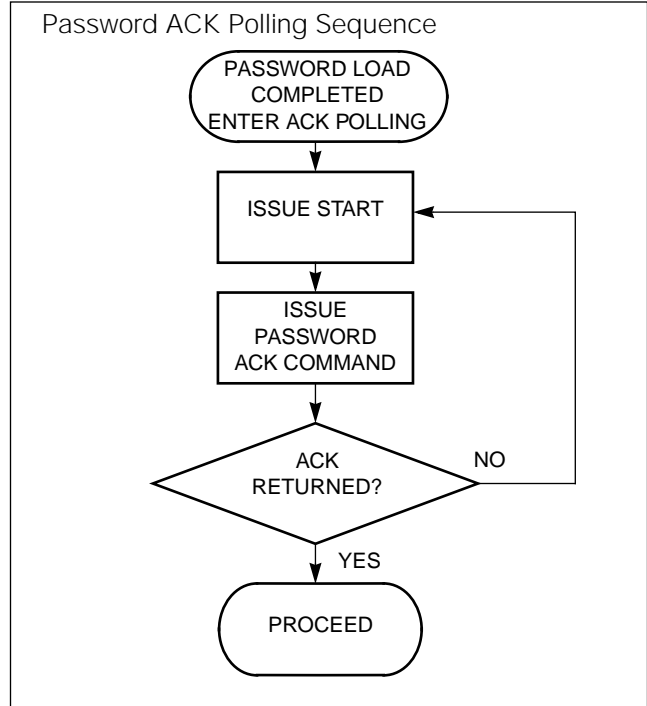 Password ACK Polling Sequence
PASSWORD LOAD
COMPLETED
ENTER ACK POLLING
ISSUE START
ISSUE
PASSWORD
ACK COMMAND
ACK
RETURNED?
NO
YES
PROCEED